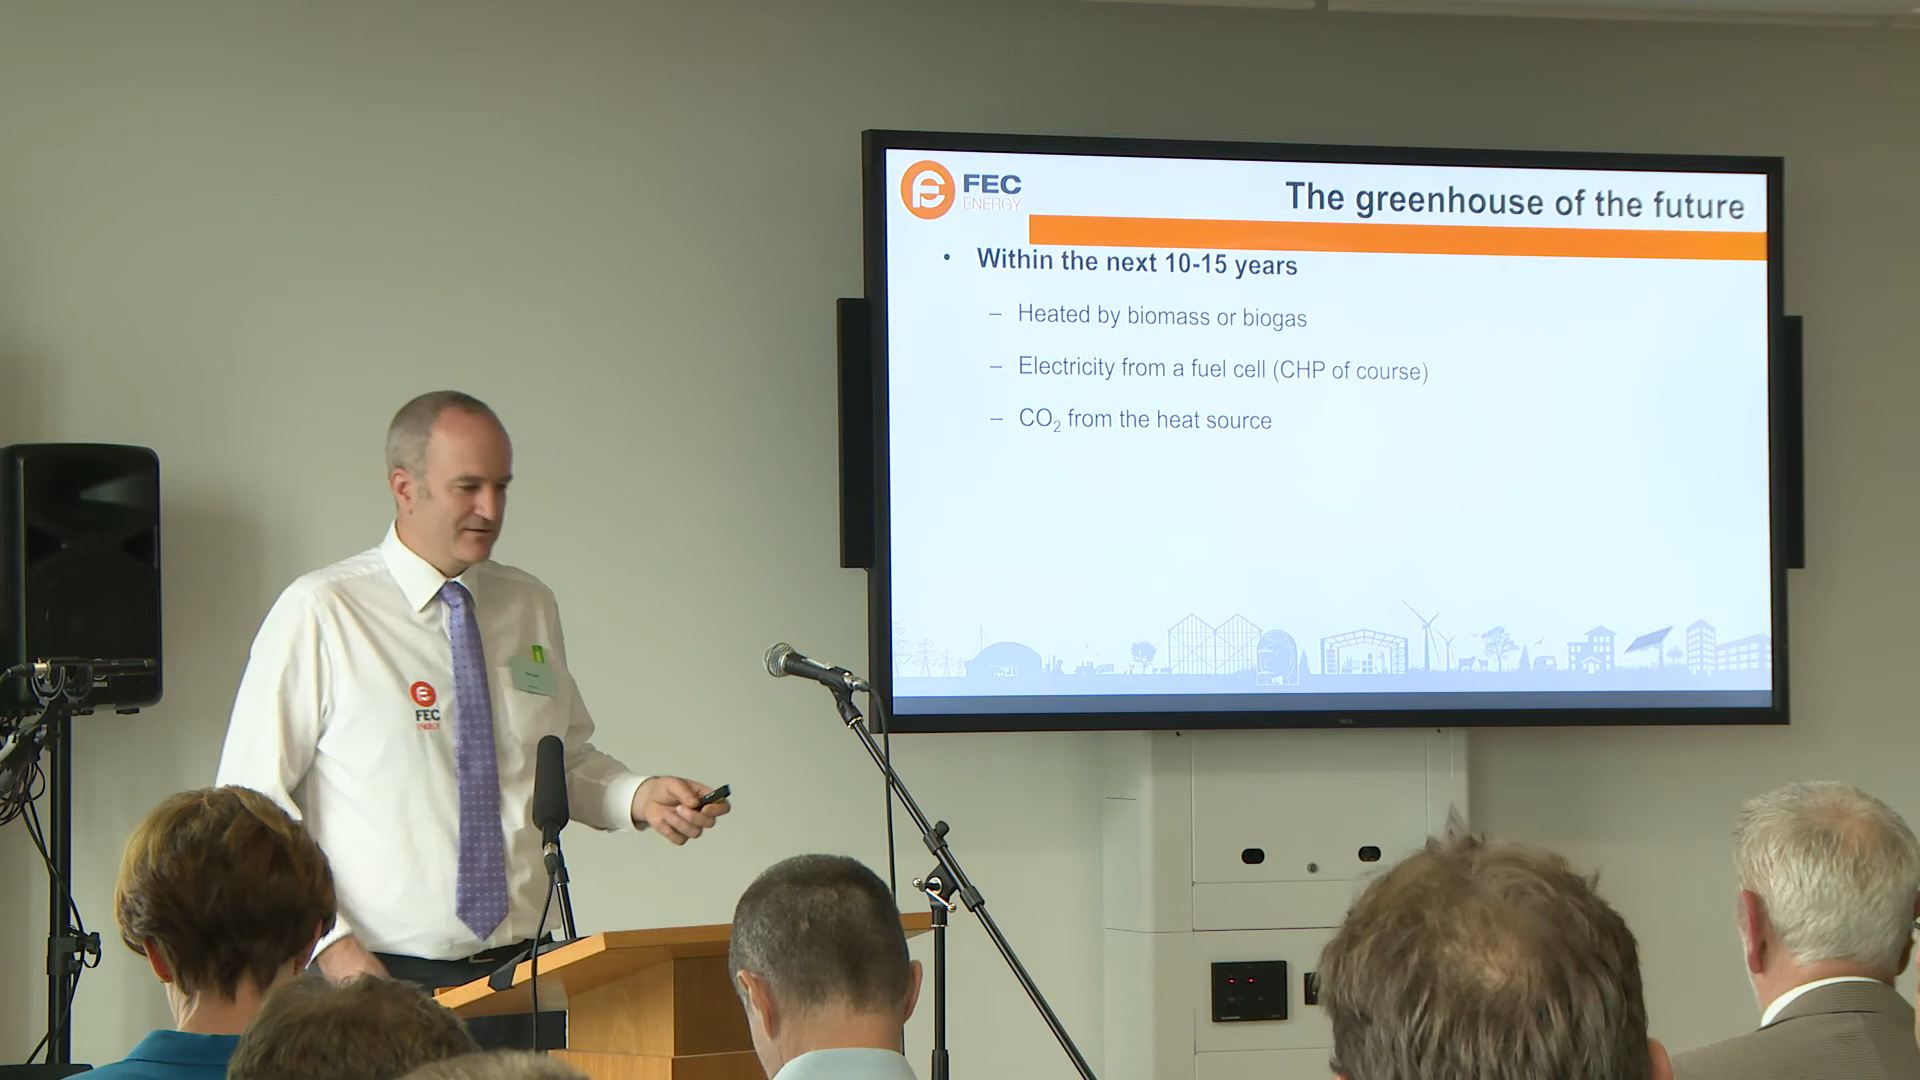 FEC
ENERGY
The greenhouse of the future
• Within the next 10-15 years
– Heated by biomass or biogas
– Electricity from a fuel cell (CHP of course)
– CO₂ from the heat source
FEC
ENERGY